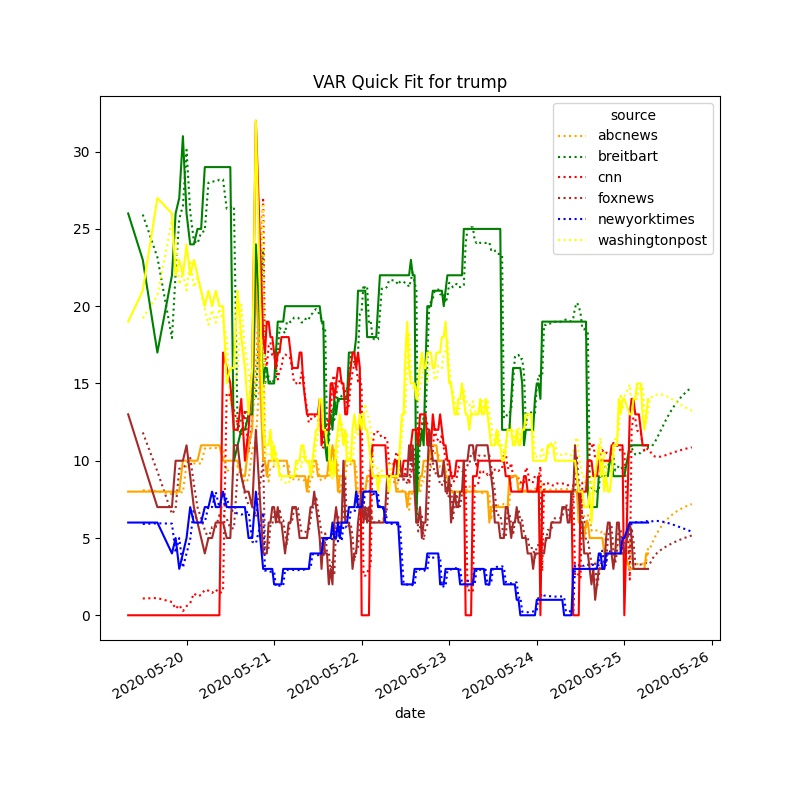 VAR Quick Fit for trump
source
abcnews
breitbart
cnn
foxnews
newyorktimes
washingtonpost
30
25
20
15
10
5
0
2020-05-20
2020-05-21
2020-05-22
2020-05-23
2020-05-24
2020-05-25
2020-05-26
date